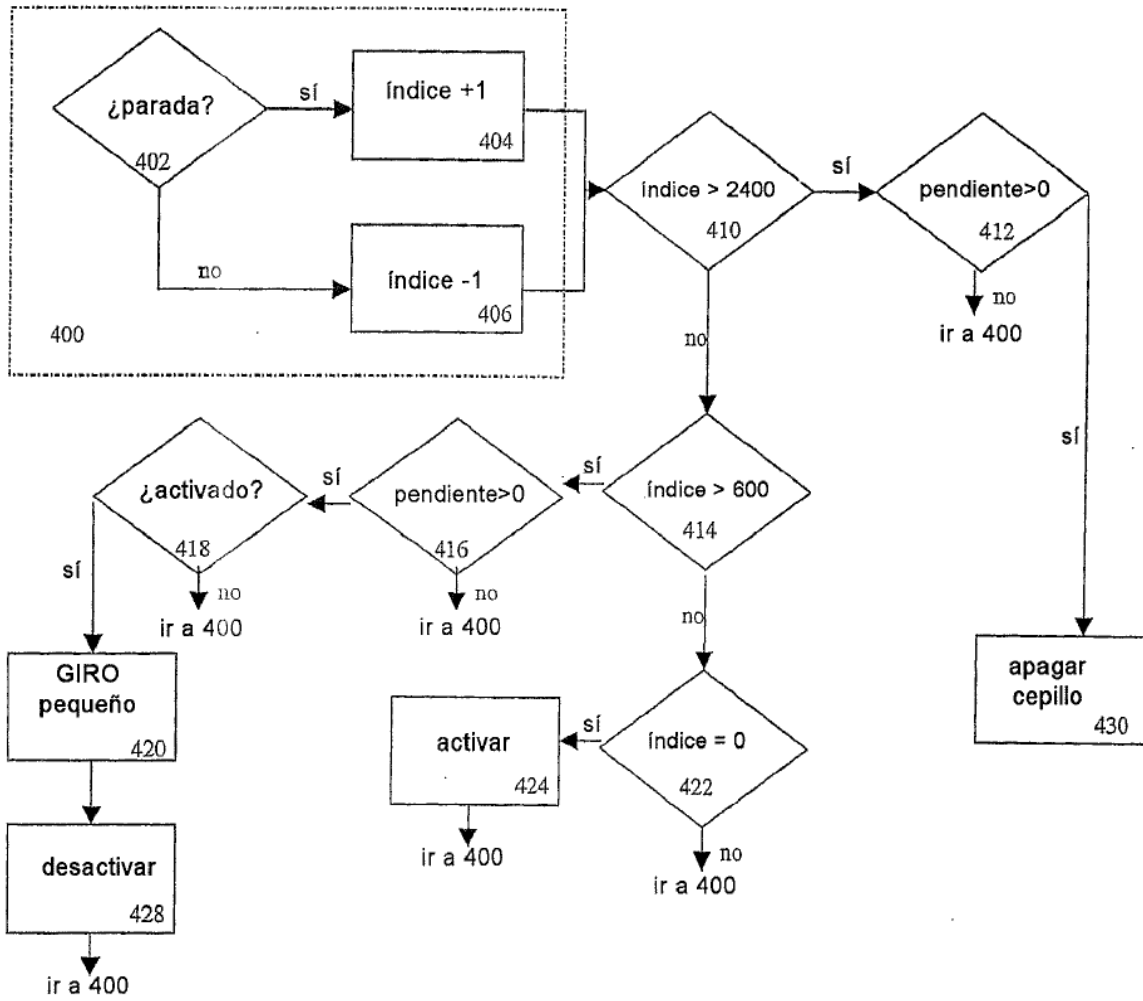 ¿parada?
402
sí
índice +1
404
no
índice -1
406
400
índice > 2400
410
sí
pendiente>0
412
no
ir a 400
sí
no
índice > 600
414
sí
pendiente>0
416
no
ir a 400
sí
¿activado?
418
no
ir a 400
sí
GIRO
pequeño
420
desactivar
428
ir a 400
no
índice = 0
422
sí
activar
424
ir a 400
no
ir a 400
apagar
cepillo
430